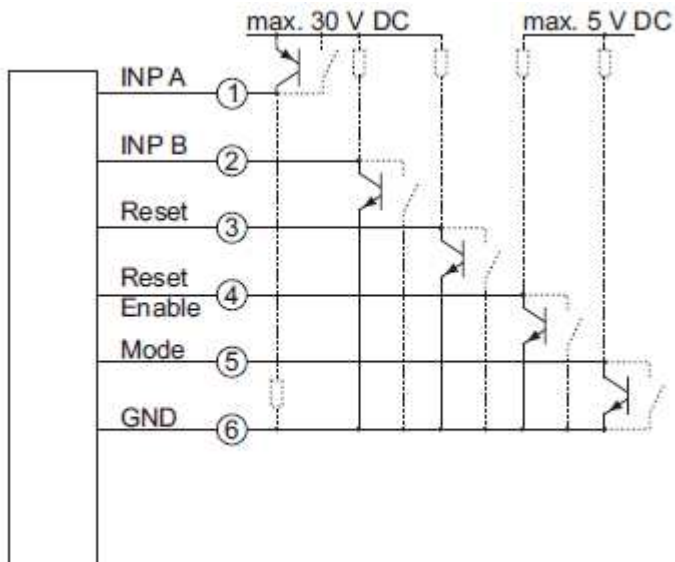 max. 30 V DC
max. 5 V DC
INP A
1
INP B
2
Reset
3
Reset
Enable
4
Mode
5
GND
6